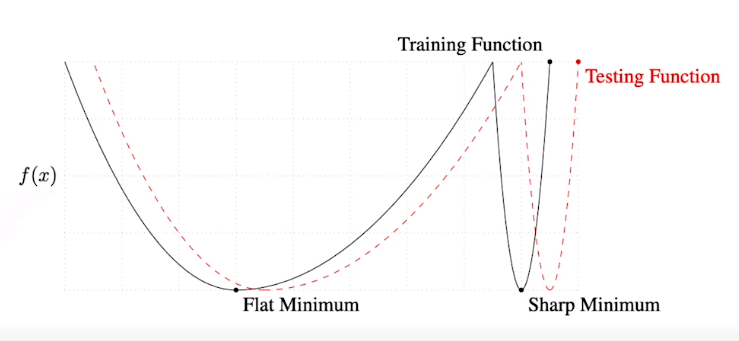 Training Function
Testing Function
f(x)
Flat Minimum
Sharp Minimum